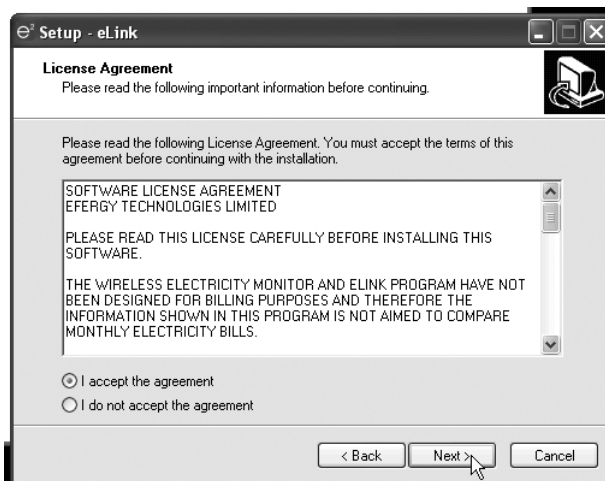 e² Setup - eLink
License Agreement
Please read the following important information before continuing.
Please read the following License Agreement. You must accept the terms of this
agreement before continuing with the installation.
SOFTWARE LICENSE AGREEMENT
EFERGY TECHNOLOGIES LIMITED
PLEASE READ THIS LICENSE CAREFULLY BEFORE INSTALLING THIS
SOFTWARE.
THE WIRELESS ELECTRICITY MONITOR AND ELINK PROGRAM HAVE NOT
BEEN DESIGNED FOR BILLING PURPOSES AND THEREFORE THE
INFORMATION SHOWN IN THIS PROGRAM IS NOT AIMED TO COMPARE
MONTHLY ELECTRICITY BILLS.
I accept the agreement
I do not accept the agreement
< Back Next > Cancel